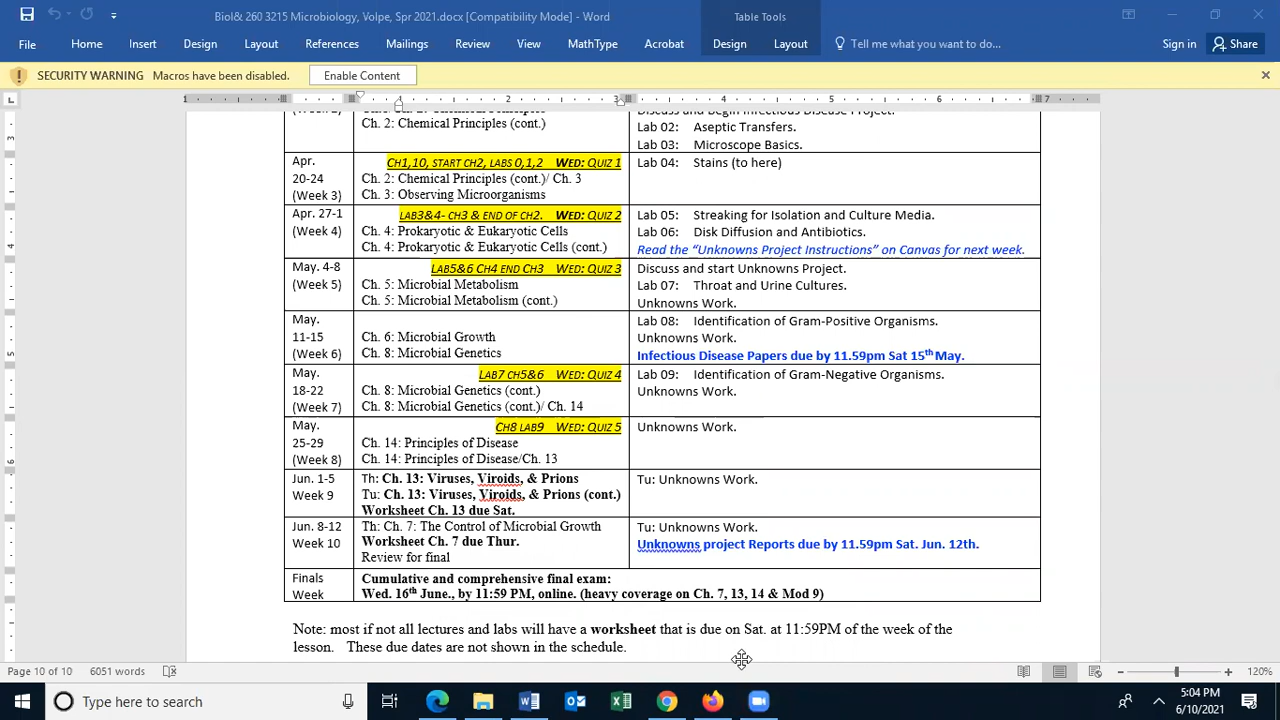 Biol& 260 3215 Microbiology, Volpe, Spr 2021.docx [Compatibility Mode] - Word
Table Tools
File Home Insert Design Layout References Mailings Review View MathType Acrobat Design Layout Tell me what you want to do... Sign in Share
SECURITY WARNING Macros have been disabled. Enable Content
1 1 2 3 4 5 6 7
Discuss and Begin Infectious Disease Project.
Ch. 2: Chemical Principles (cont.)
Lab 02: Aseptic Transfers.
Lab 03: Microscope Basics.
Apr.
20-24
(Week 3)
CH1,10, START CH2, LABS 0,1,2 WED: QUIZ 1
Ch. 2: Chemical Principles (cont.)/ Ch. 3
Ch. 3: Observing Microorganisms
Lab 04: Stains (to here)
Apr. 27-1
(Week 4)
LAB3&4- CH3 & END OF CH2. WED: QUIZ 2
Ch. 4: Prokaryotic & Eukaryotic Cells
Ch. 4: Prokaryotic & Eukaryotic Cells (cont.)
Lab 05: Streaking for Isolation and Culture Media.
Lab 06: Disk Diffusion and Antibiotics.
Read the “Unknowns Project Instructions” on Canvas for next week.
May. 4-8
(Week 5)
LAB5&6 CH4 END CH3 WED: QUIZ 3
Ch. 5: Microbial Metabolism
Ch. 5: Microbial Metabolism (cont.)
Discuss and start Unknowns Project.
Lab 07: Throat and Urine Cultures.
Unknowns Work.
May.
11-15
(Week 6)
Ch. 6: Microbial Growth
Ch. 8: Microbial Genetics
Lab 08: Identification of Gram-Positive Organisms.
Unknowns Work.
Infectious Disease Papers due by 11.59pm Sat 15th May.
May.
18-22
(Week 7)
LAB7 CH5&6 WED: QUIZ 4
Ch. 8: Microbial Genetics (cont.)
Ch. 8: Microbial Genetics (cont.)/ Ch. 14
Lab 09: Identification of Gram-Negative Organisms.
Unknowns Work.
May.
25-29
(Week 8)
CH8 LAB9 WED: QUIZ 5
Ch. 14: Principles of Disease
Ch. 14: Principles of Disease/Ch. 13
Unknowns Work.
Jun. 1-5
Week 9
Th: Ch. 13: Viruses, Viroids, & Prions
Tu: Ch. 13: Viruses, Viroids, & Prions (cont.)
Worksheet Ch. 13 due Sat.
Tu: Unknowns Work.
Jun. 8-12
Week 10
Th: Ch. 7: The Control of Microbial Growth
Worksheet Ch. 7 due Thur.
Review for final
Tu: Unknowns Work.
Unknowns project Reports due by 11.59pm Sat. Jun. 12th.
Finals
Week
Cumulative and comprehensive final exam:
Wed. 16th June., by 11:59 PM, online. (heavy coverage on Ch. 7, 13, 14 & Mod 9)
Note: most if not all lectures and labs will have a worksheet that is due on Sat. at 11:59PM of the week of the
lesson. These due dates are not shown in the schedule.
Page 10 of 10 6051 words 120%
Type here to search
5:04 PM
6/10/2021